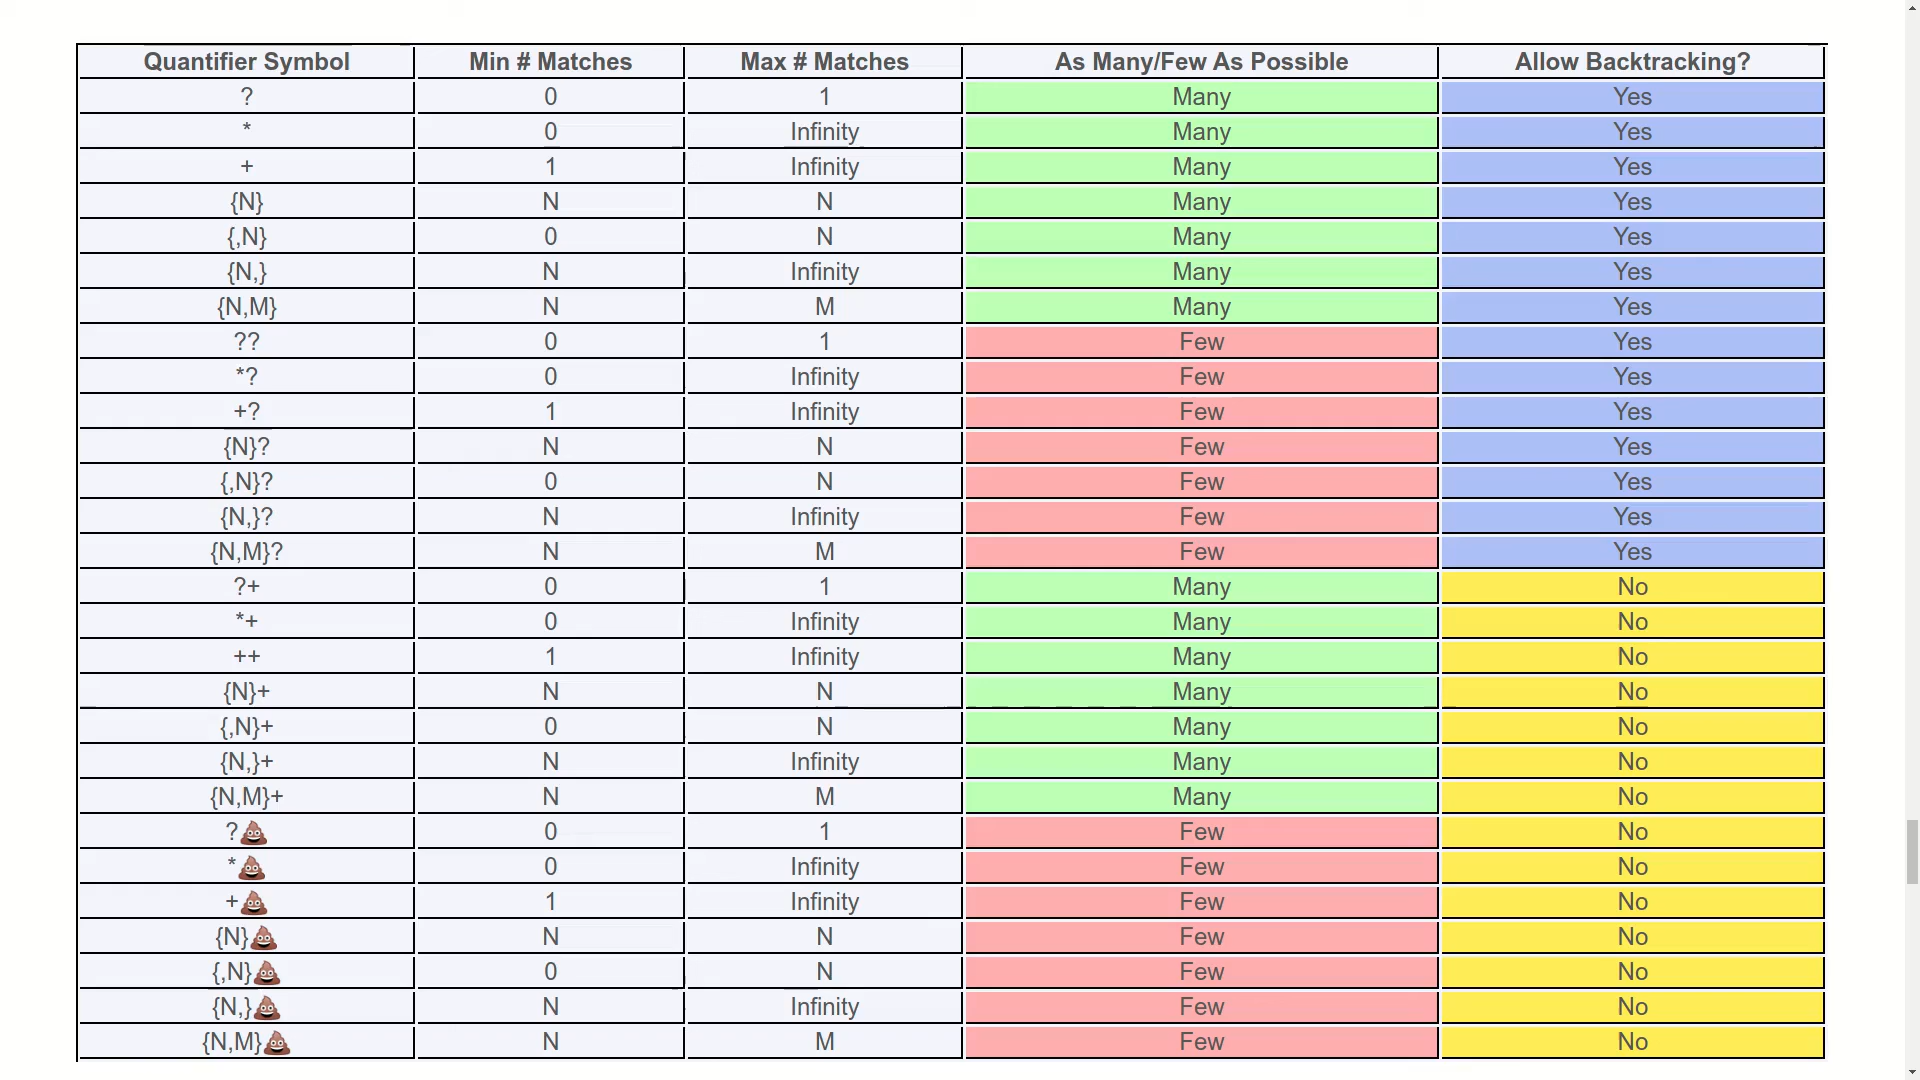 Quantifier Symbol Min # Matches Max # Matches As Many/Few As Possible Allow Backtracking?
? 0 1 Many Yes
* 0 Infinity Many Yes
+ 1 Infinity Many Yes
{N} N N Many Yes
{,N} 0 N Many Yes
{N,} N Infinity Many Yes
{N,M} N M Many Yes
?? 0 1 Few Yes
*? 0 Infinity Few Yes
+? 1 Infinity Few Yes
{N}? N N Few Yes
{,N}? 0 N Few Yes
{N,}? N Infinity Few Yes
{N,M}? N M Few Yes
?+ 0 1 Many No
*+ 0 Infinity Many No
++ 1 Infinity Many No
{N}+ N N Many No
{,N}+ 0 N Many No
{N,}+ N Infinity Many No
{N,M}+ N M Many No
?💩 0 1 Few No
*💩 0 Infinity Few No
+💩 1 Infinity Few No
{N}💩 N N Few No
{,N}💩 0 N Few No
{N,}💩 N Infinity Few No
{N,M}💩 N M Few No